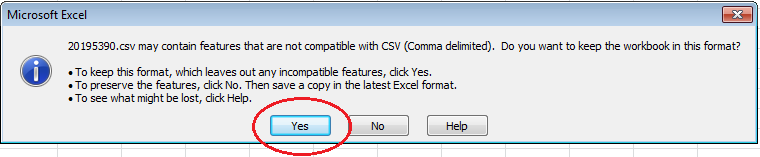 Microsoft Excel
20195390.csv may contain features that are not compatible with CSV (Comma delimited).  Do you want to keep the workbook in this format?
• To keep this format, which leaves out any incompatible features, click Yes.
• To preserve the features, click No. Then save a copy in the latest Excel format.
• To see what might be lost, click Help.
Yes No Help